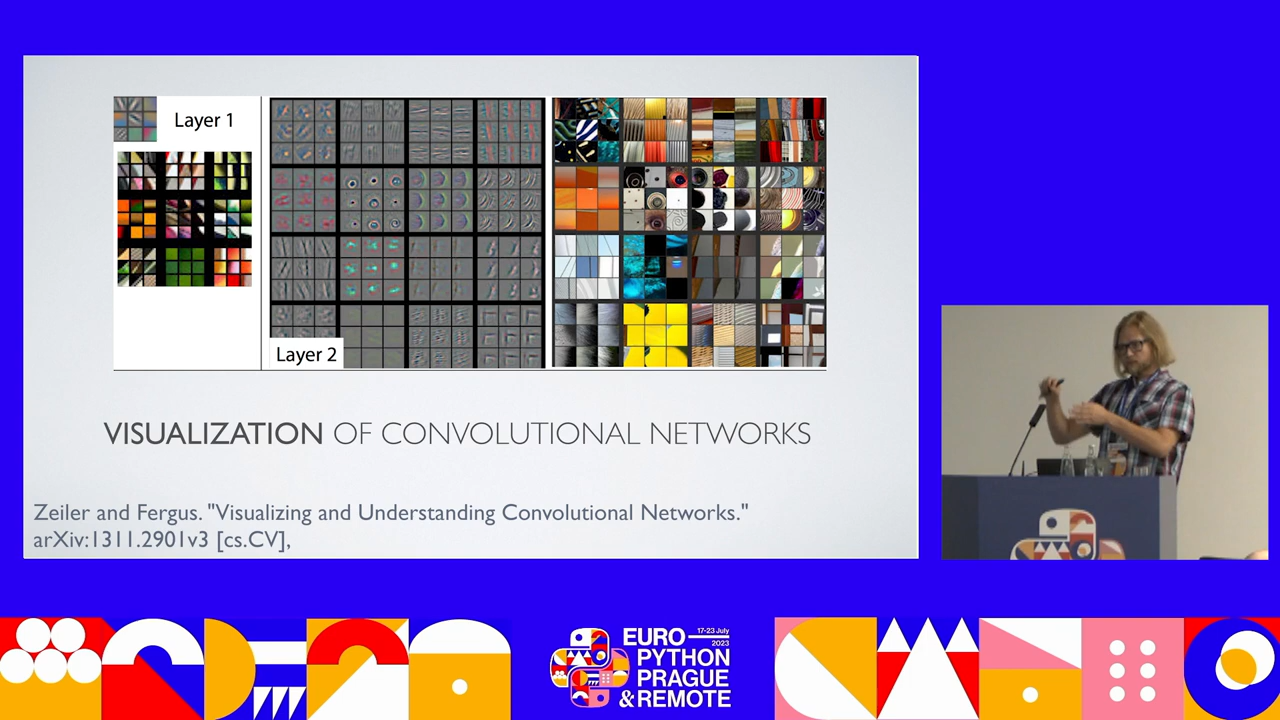 Layer 1
Layer 2
VISUALIZATION OF CONVOLUTIONAL NETWORKS
Zeiler and Fergus. "Visualizing and Understanding Convolutional Networks."
arXiv:1311.2901v3 [cs.CV],
EURO 17-23 July 2023
PYTHON
PRAGUE
& REMOTE